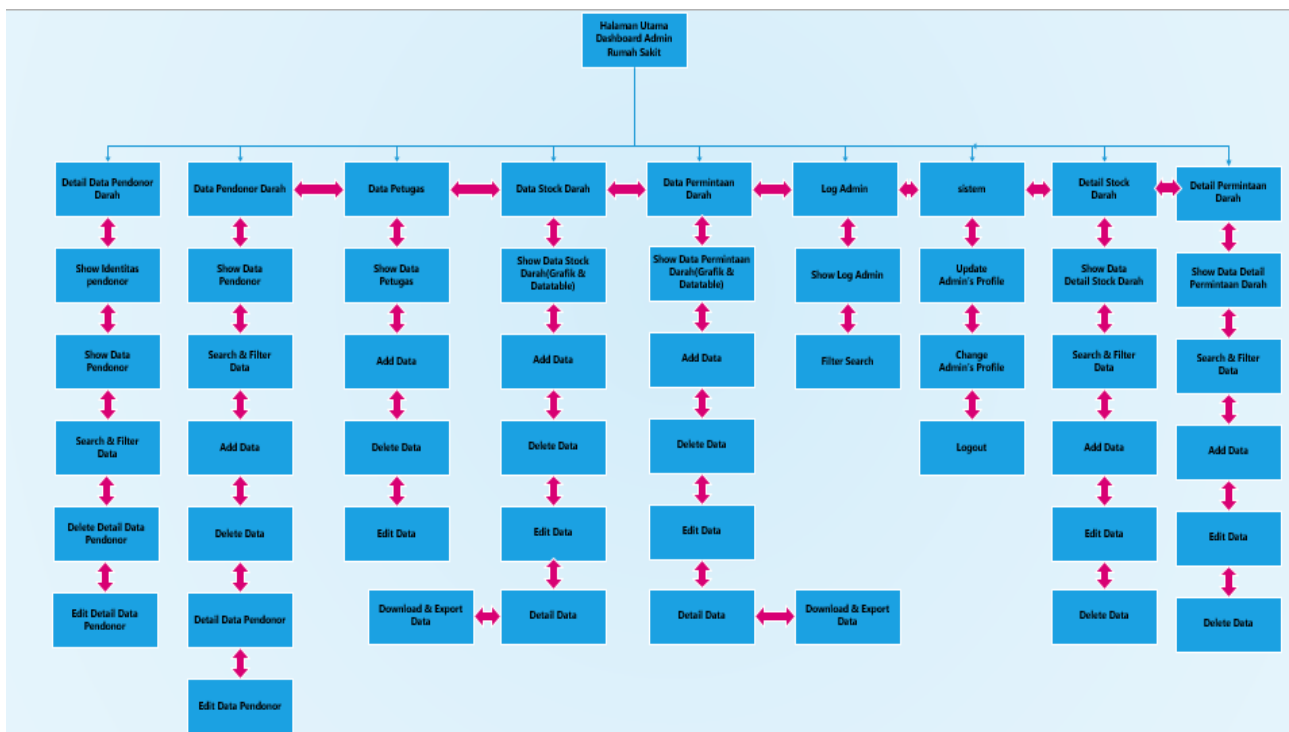 Halaman Utama
Dashboard Admin
Rumah Sakit
Detail Data Pendonor
Darah
Data Pendonor Darah
Data Petugas
Data Stock Darah
Data Permintaan
Darah
Log Admin
sistem
Detail Stock
Darah
Detail Permintaan
Darah
Show Identitas
pendonor
Show Data
Pendonor
Show Data
Petugas
Show Data Stock
Darah(Grafik &
Datatable)
Show Data Permintaan
Darah(Grafik &
Datatable)
Show Log Admin
Update
Admin's Profile
Show Data
Detail Stock Darah
Show Data Detail
Permintaan Darah
Show Data
Pendonor
Search & Filter
Data
Add Data
Add Data
Add Data
Filter Search
Change
Admin's Profile
Search & Filter
Data
Search & Filter
Data
Search & Filter
Data
Add Data
Delete Data
Delete Data
Delete Data
Logout
Add Data
Add Data
Delete Detail Data
Pendonor
Delete Data
Edit Data
Edit Data
Edit Data
Edit Data
Edit Data
Edit Detail Data
Pendonor
Detail Data Pendonor
Download & Export
Data
Detail Data
Detail Data
Download & Export
Data
Delete Data
Delete Data
Edit Data Pendonor